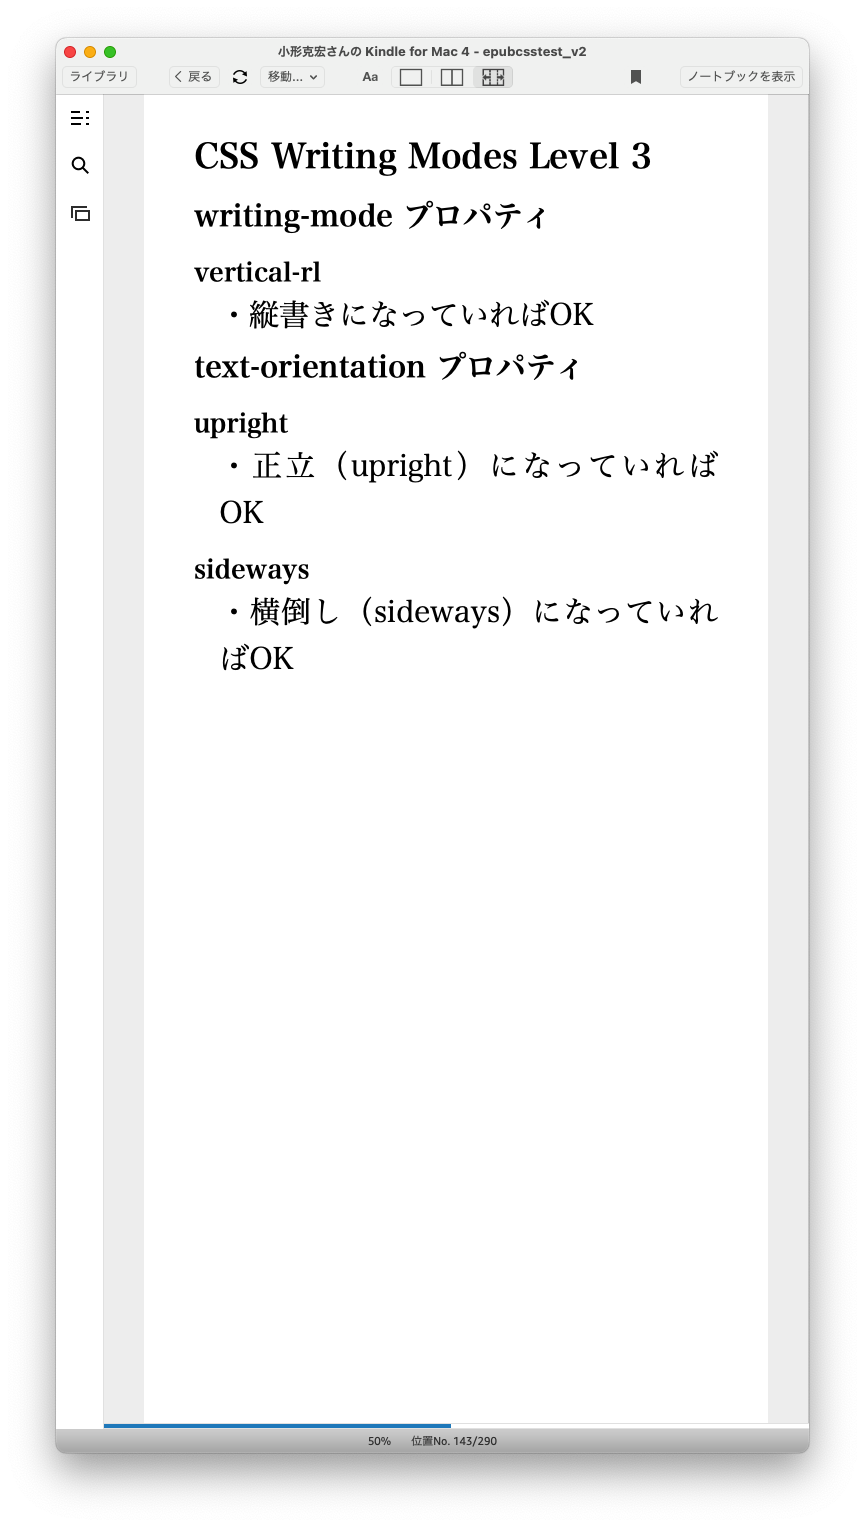 小形克宏さんの Kindle for Mac 4 - epubcsstest_v2
ライブラリ
戻る
移動...
Aa
ノートブックを表示
CSS Writing Modes Level 3
writing-mode プロパティ
vertical-rl
・縦書きになっていればOK
text-orientation プロパティ
upright
・正立（upright）になっていれば
OK
sideways
・横倒し（sideways）になっていれ
ばOK
50% 位置No. 143/290